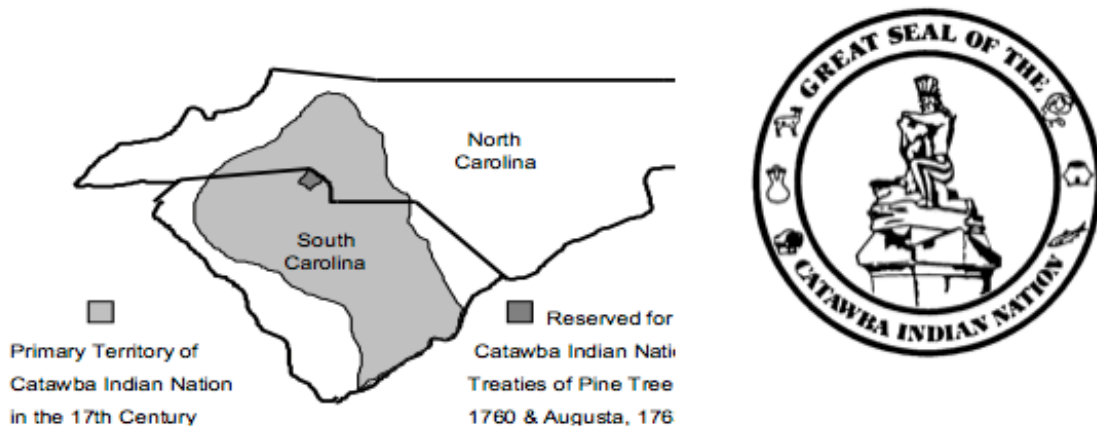 North
Carolina
South
Carolina
Primary Territory of
Catawba Indian Nation
in the 17th Century
Reserved for
Catawba Indian Nati
Treaties of Pine Tree
1760 & Augusta, 176
GREAT SEAL OF THE
CATAWBA INDIAN NATION